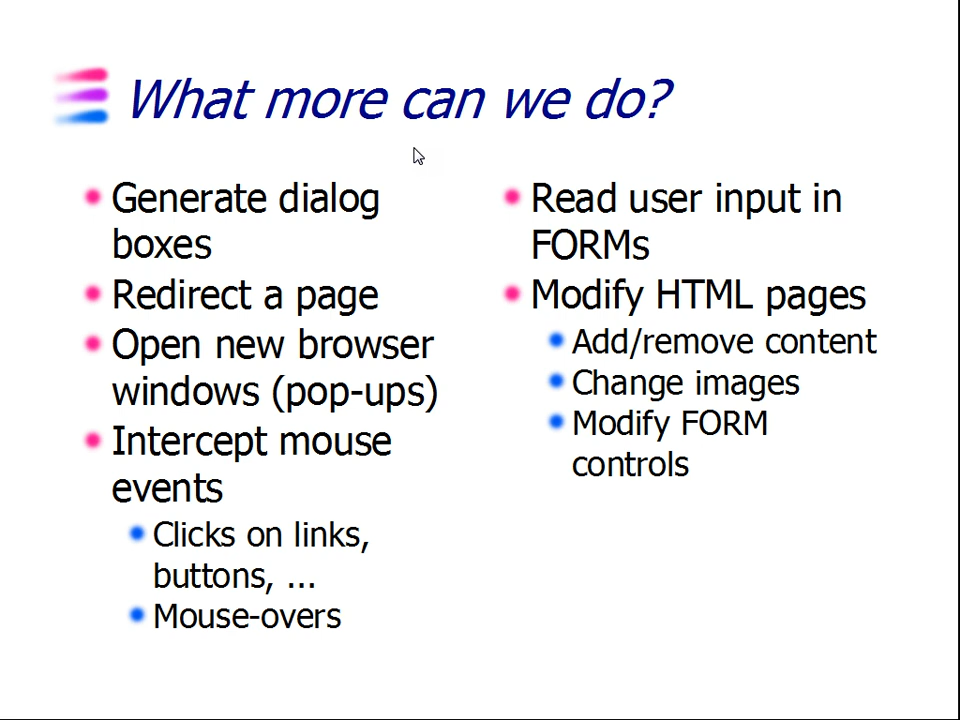 What more can we do?
Generate dialog
boxes
Redirect a page
Open new browser
windows (pop-ups)
Intercept mouse
events
Clicks on links,
buttons, ...
Mouse-overs
Read user input in
FORMs
Modify HTML pages
Add/remove content
Change images
Modify FORM
controls